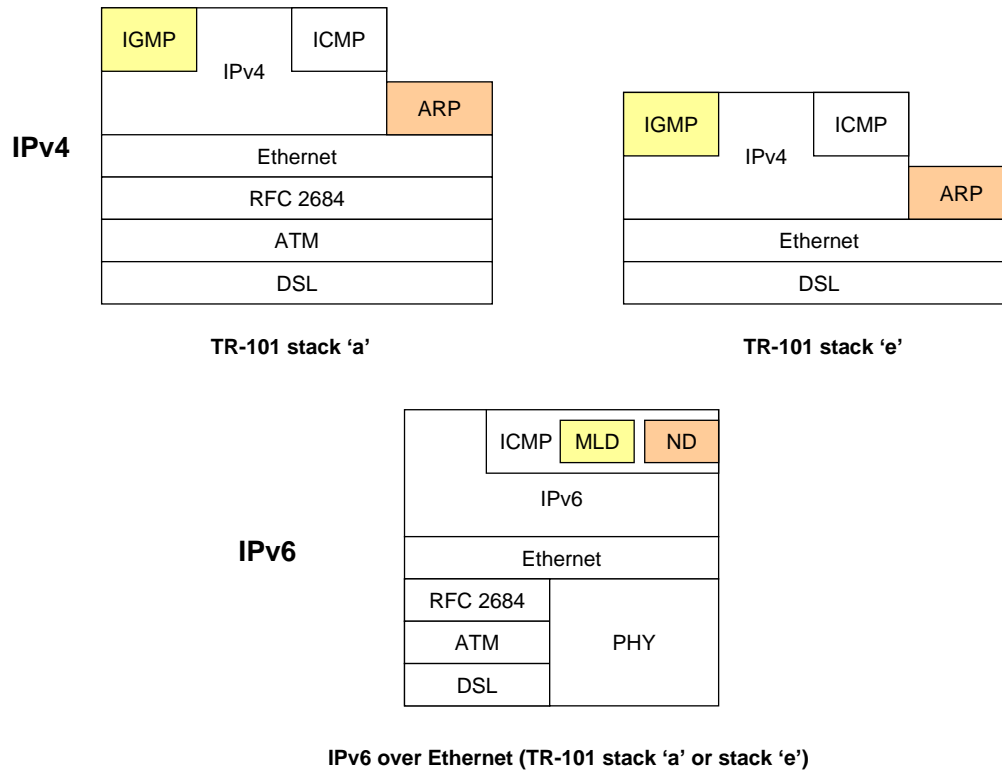 IPv4
IGMP
ICMP
IPv4
ARP
Ethernet
RFC 2684
ATM
DSL
TR-101 stack ‘a’
IGMP
ICMP
IPv4
ARP
Ethernet
DSL
TR-101 stack ‘e’
IPv6
ICMP
MLD
ND
IPv6
Ethernet
RFC 2684
ATM
DSL
PHY
IPv6 over Ethernet (TR-101 stack ‘a’ or stack ‘e’)